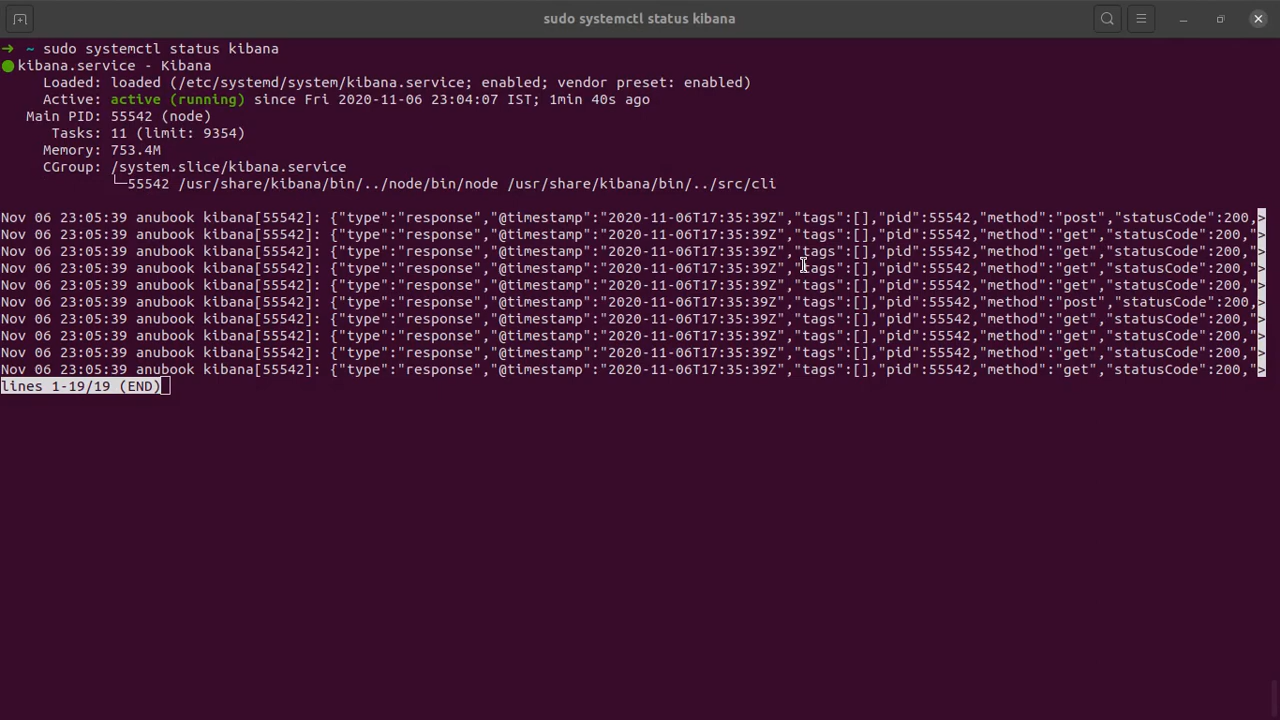 sudo systemctl status kibana
➜ ~ sudo systemctl status kibana
● kibana.service - Kibana
Loaded: loaded (/etc/systemd/system/kibana.service; enabled; vendor preset: enabled)
Active: active (running) since Fri 2020-11-06 23:04:07 IST; 1min 40s ago
Main PID: 55542 (node)
Tasks: 11 (limit: 9354)
Memory: 753.4M
CGroup: /system.slice/kibana.service
└─55542 /usr/share/kibana/bin/../node/bin/node /usr/share/kibana/bin/../src/cli
Nov 06 23:05:39 anubook kibana[55542]: {"type":"response","@timestamp":"2020-11-06T17:35:39Z","tags":[],"pid":55542,"method":"post","statusCode":200,>
Nov 06 23:05:39 anubook kibana[55542]: {"type":"response","@timestamp":"2020-11-06T17:35:39Z","tags":[],"pid":55542,"method":"get","statusCode":200,">
Nov 06 23:05:39 anubook kibana[55542]: {"type":"response","@timestamp":"2020-11-06T17:35:39Z","tags":[],"pid":55542,"method":"get","statusCode":200,">
Nov 06 23:05:39 anubook kibana[55542]: {"type":"response","@timestamp":"2020-11-06T17:35:39Z","tags":[],"pid":55542,"method":"get","statusCode":200,">
Nov 06 23:05:39 anubook kibana[55542]: {"type":"response","@timestamp":"2020-11-06T17:35:39Z","tags":[],"pid":55542,"method":"get","statusCode":200,">
Nov 06 23:05:39 anubook kibana[55542]: {"type":"response","@timestamp":"2020-11-06T17:35:39Z","tags":[],"pid":55542,"method":"post","statusCode":200,>
Nov 06 23:05:39 anubook kibana[55542]: {"type":"response","@timestamp":"2020-11-06T17:35:39Z","tags":[],"pid":55542,"method":"get","statusCode":200,">
Nov 06 23:05:39 anubook kibana[55542]: {"type":"response","@timestamp":"2020-11-06T17:35:39Z","tags":[],"pid":55542,"method":"get","statusCode":200,">
Nov 06 23:05:39 anubook kibana[55542]: {"type":"response","@timestamp":"2020-11-06T17:35:39Z","tags":[],"pid":55542,"method":"get","statusCode":200,">
Nov 06 23:05:39 anubook kibana[55542]: {"type":"response","@timestamp":"2020-11-06T17:35:39Z","tags":[],"pid":55542,"method":"get","statusCode":200,">
lines 1-19/19 (END)